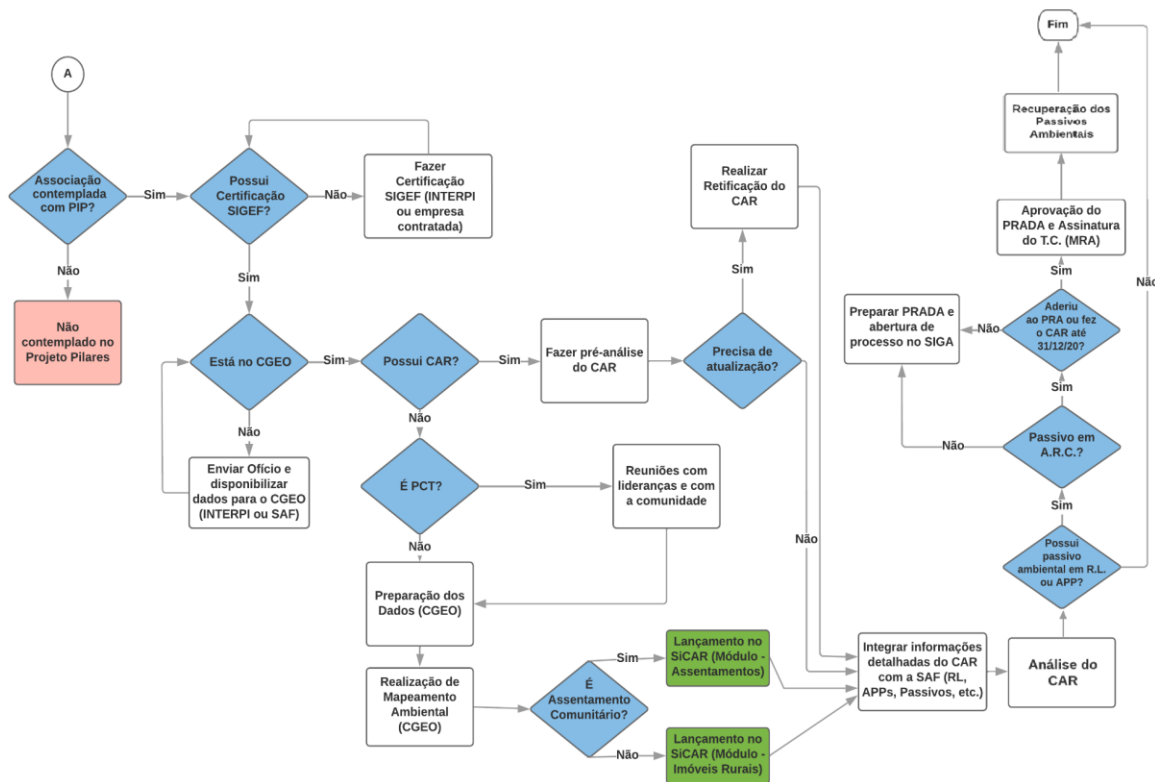 A
Associação
contemplada
com PIP?
Sim
Não
Não
contemplado no
Projeto Pilares
Possui
Certificação
SIGEF?
Não
Fazer
Certificação
SIGEF (INTERPI
ou empresa
contratada)
Sim
Está no CGEO
Não
Enviar Ofício e
disponibilizar
dados para o CGEO
(INTERPI ou SAF)
Sim
Possui CAR?
Sim
Fazer pré-análise
do CAR
Precisa de
atualização?
Sim
Realizar
Retificação do
CAR
Não
Não
É PCT?
Sim
Reuniões com
lideranças e com
a comunidade
Não
Preparação dos
Dados (CGEO)
Realização de
Mapeamento
Ambiental
(CGEO)
É
Assentamento
Comunitário?
Sim
Lançamento no
SiCAR (Módulo -
Assentamentos)
Não
Lançamento no
SiCAR (Módulo -
Imóveis Rurais)
Integrar informações
detalhadas do CAR
com a SAF (RL,
APPs, Passivos, etc.)
Análise do
CAR
Possui
passivo
ambiental em R.L.
ou APP?
Não
Sim
Passivo em
A.R.C.?
Não
Sim
Aderiu
ao PRA ou fez
o CAR até
31/12/20?
Não
Preparar PRADA e
abertura de
processo no SIGA
Sim
Aprovação do
PRADA e Assinatura
do T.C. (MRA)
Recuperação dos
Passivos
Ambientais
Fim